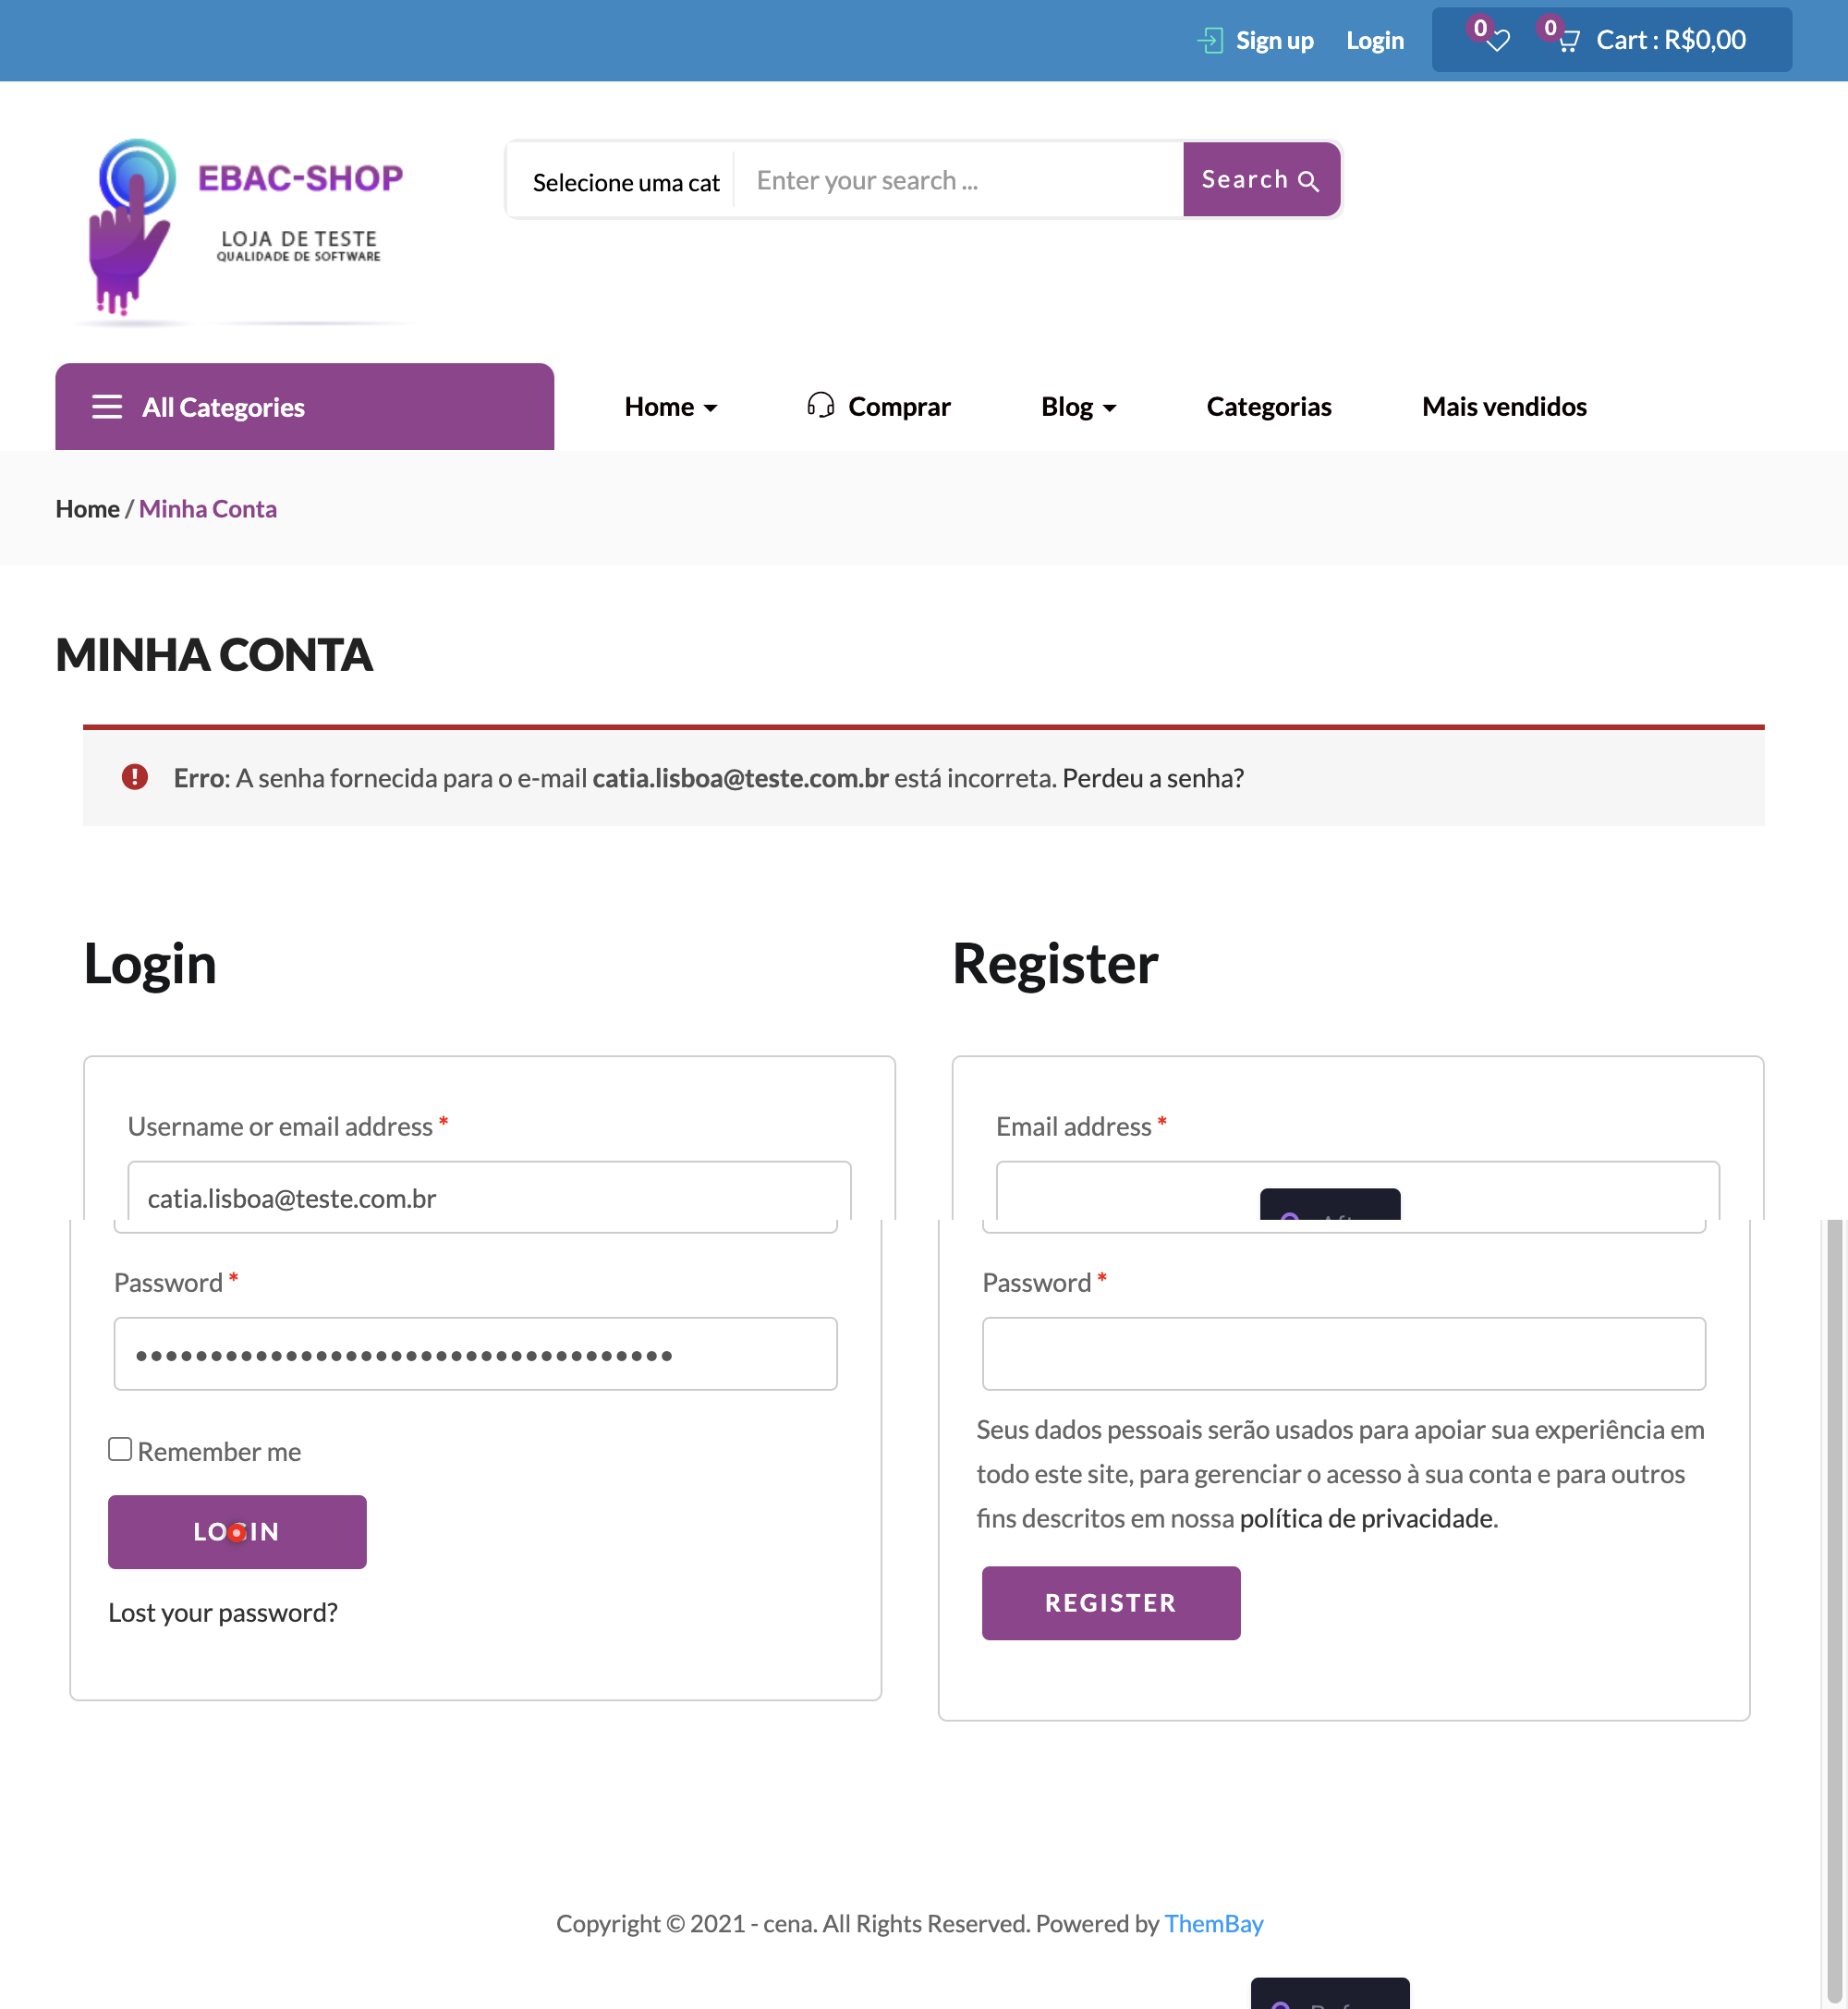 Sign up Login 0 0 Cart : R$0,00
EBAC-SHOP
LOJA DE TESTE
QUALIDADE DE SOFTWARE
Selecione uma cat Enter your search ... Search
All Categories Home Comprar Blog Categorias Mais vendidos
Home / Minha Conta
MINHA CONTA
Erro: A senha fornecida para o e-mail catia.lisboa@teste.com.br está incorreta. Perdeu a senha?
Login
Username or email address *
catia.lisboa@teste.com.br
Password *
Remember me
LOGIN
Lost your password?
Register
Email address *
Password *
Seus dados pessoais serão usados para apoiar sua experiência em
todo este site, para gerenciar o acesso à sua conta e para outros
fins descritos em nossa política de privacidade.
REGISTER
Copyright © 2021 - cena. All Rights Reserved. Powered by ThemBay